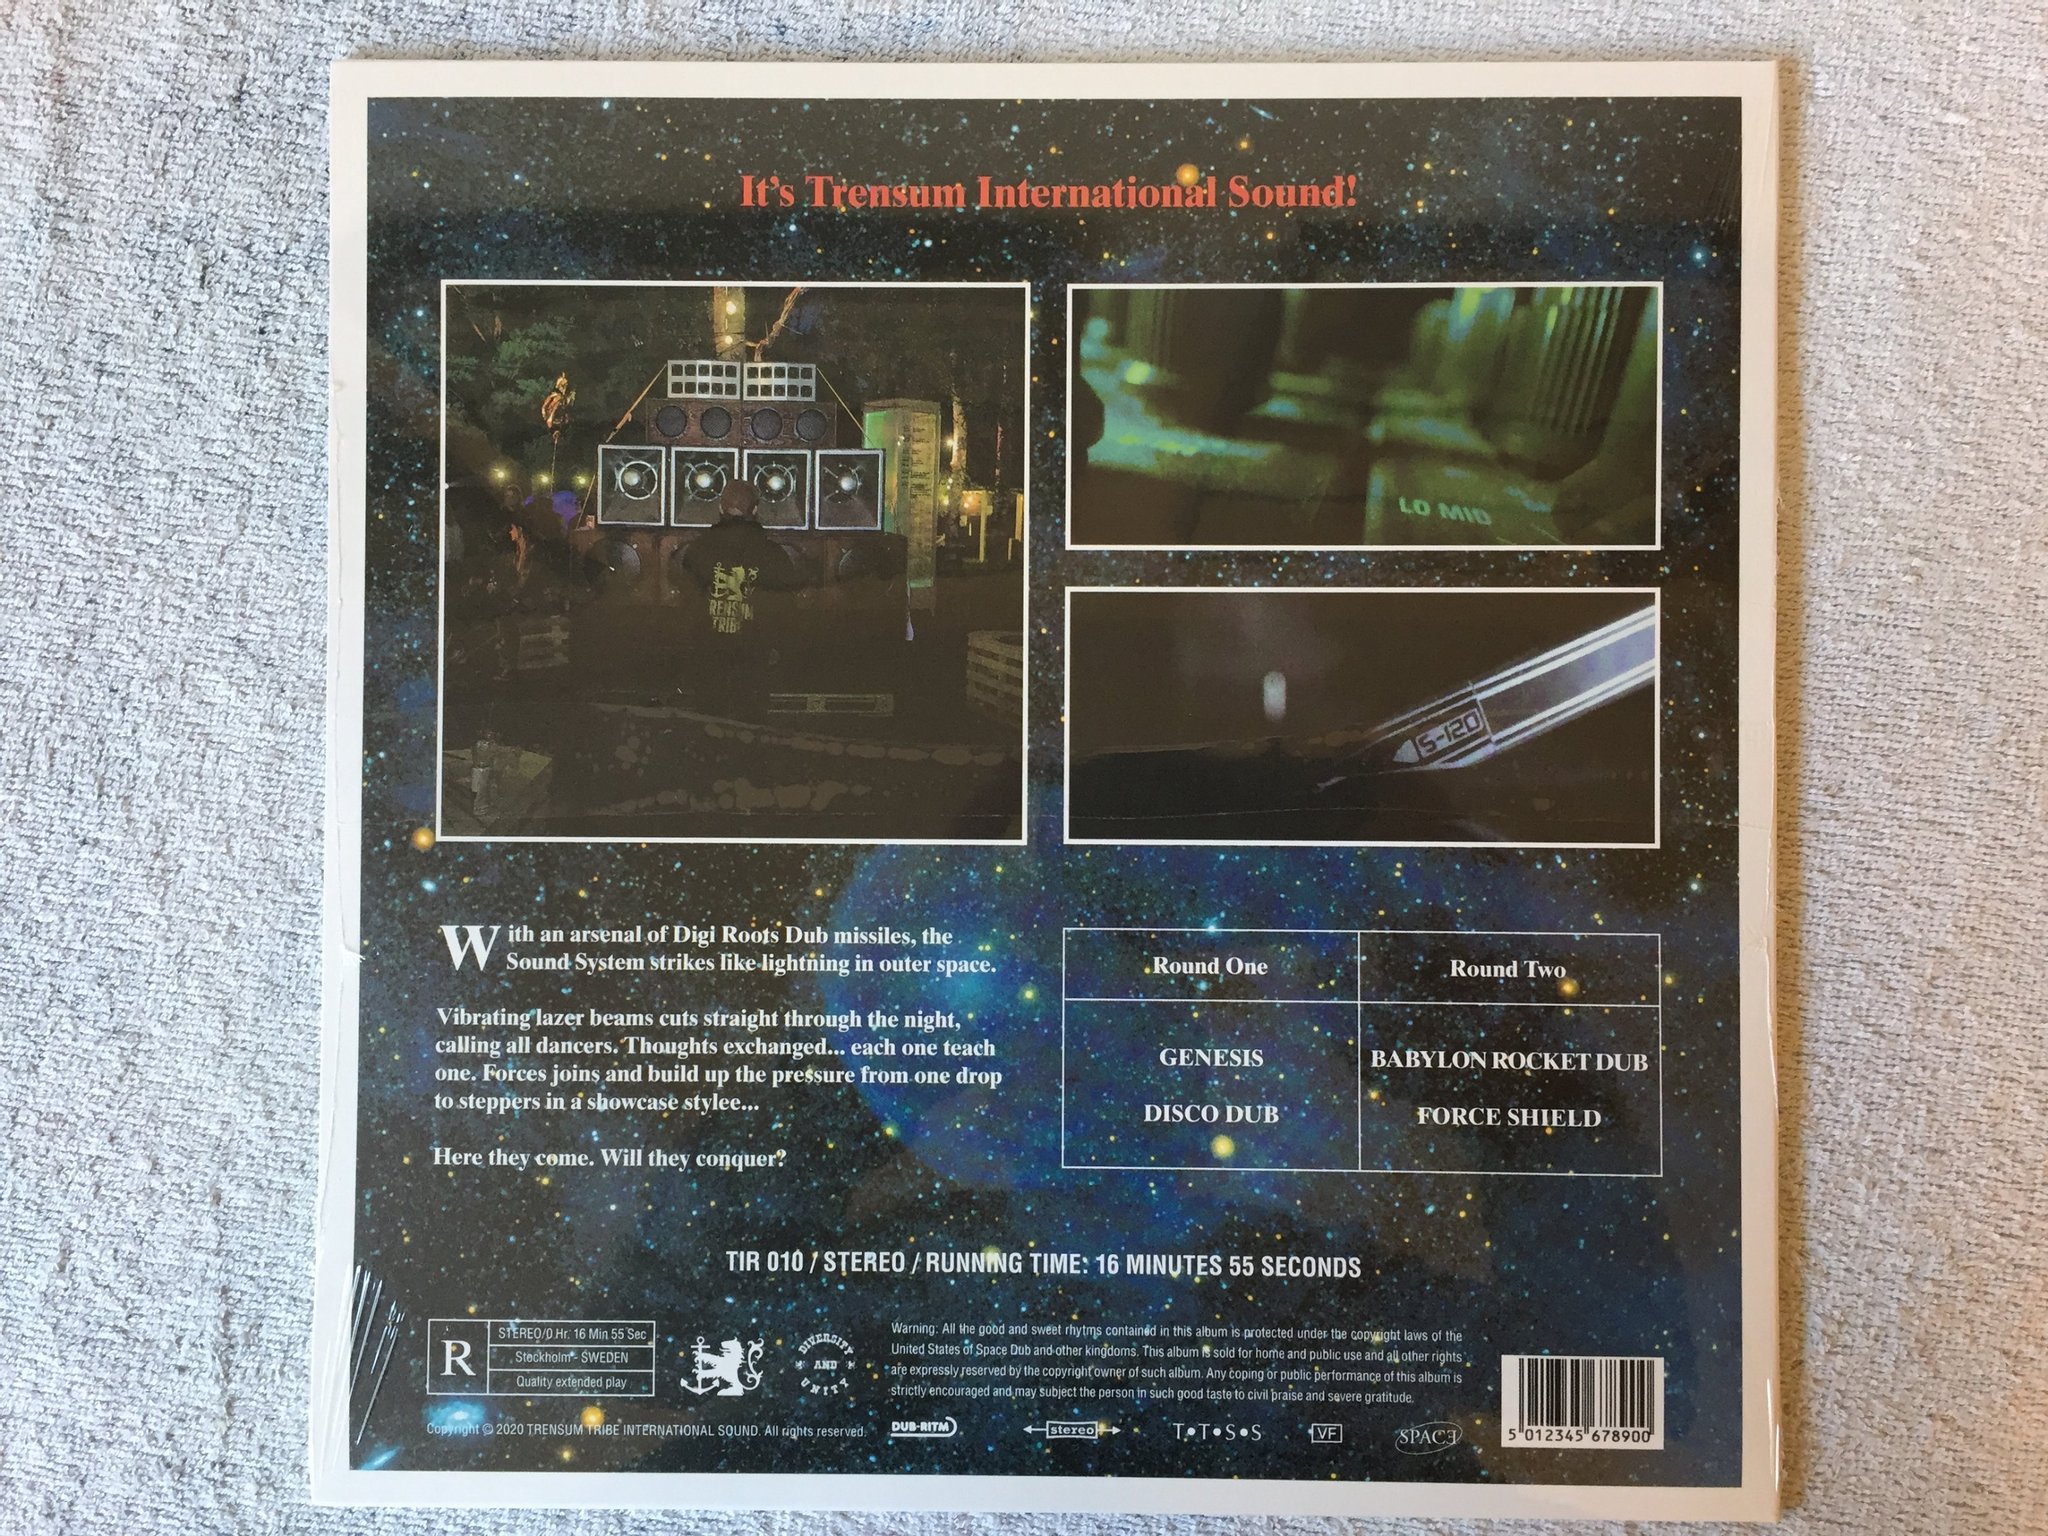 It's Trensum International Sound!
LO MID
TRENSUM
TRIBE
S-120
With an arsenal of Digi Roots Dub missiles, the
Sound System strikes like lightning in outer space.
Vibrating lazer beams cuts straight through the night,
calling all dancers. Thoughts exchanged... each one teach
one. Forces joins and build up the pressure from one drop
to steppers in a showcase stylee...
Here they come. Will they conquer?
Round One
GENESIS
DISCO DUB
Round Two
BABYLON ROCKET DUB
FORCE SHIELD
TIR 010 / STEREO / RUNNING TIME: 16 MINUTES 55 SECONDS
R
STEREO/0 Hr. 16 Min 55 Sec
Stockholm - SWEDEN
Quality extended play
DIVERSITY
AND
UNITY
Warning: All the good and sweet rhytms contained in this album is protected under the copyright laws of the
United States of Space Dub and other kingdoms. This album is sold for home and public use and all other rights
are expressly reserved by the copyright owner of such album. Any coping or public performance of this album is
strictly encouraged and may subject the person in such good taste to civil praise and severe gratitude.
Copyright © 2020 TRENSUM TRIBE INTERNATIONAL SOUND. All rights reserved.
DUB-RITM
stereo
T•T•S•S
VF
SPACE
5 012345 678900